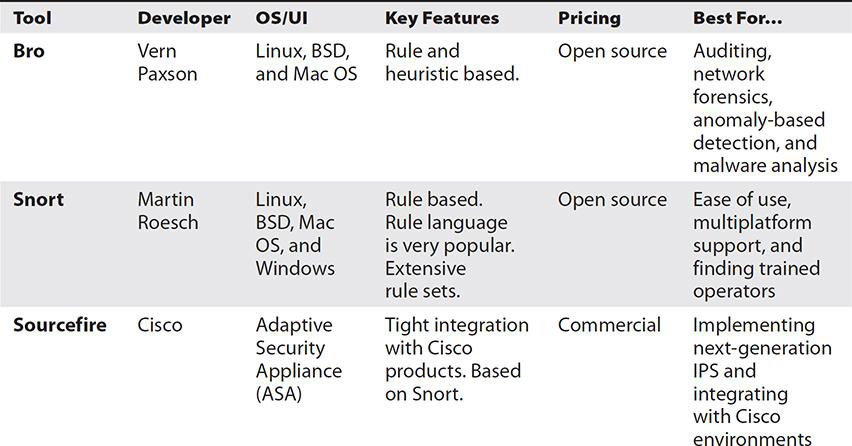 Tool Developer OS/UI Key Features Pricing Best For…
Bro Vern Linux, BSD, Rule and Open source Auditing,
Paxson and Mac OS heuristic based. network
forensics,
anomaly-based
detection, and
malware analysis
Snort Martin Linux, Rule based. Open source Ease of use,
Roesch BSD, Mac Rule language multiplatform
OS, and is very popular. support, and
Windows Extensive finding trained
rule sets. operators
Sourcefire Cisco Adaptive Tight integration Commercial Implementing
Security with Cisco next-generation
Appliance products. Based IPS and
(ASA) on Snort. integrating
with Cisco
environments